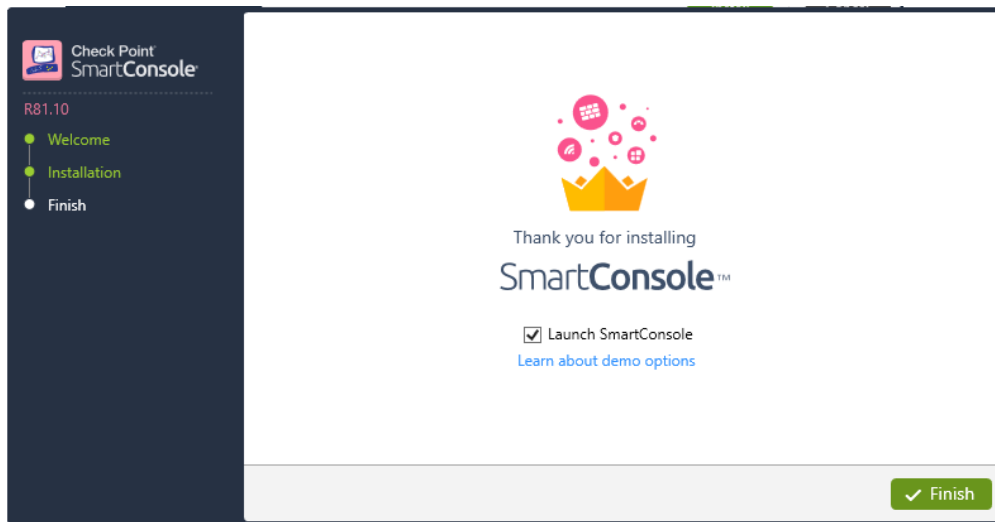 Check Point
SmartConsole
R81.10
Welcome
Installation
Finish
Thank you for installing
SmartConsole™
Launch SmartConsole
Learn about demo options
Finish